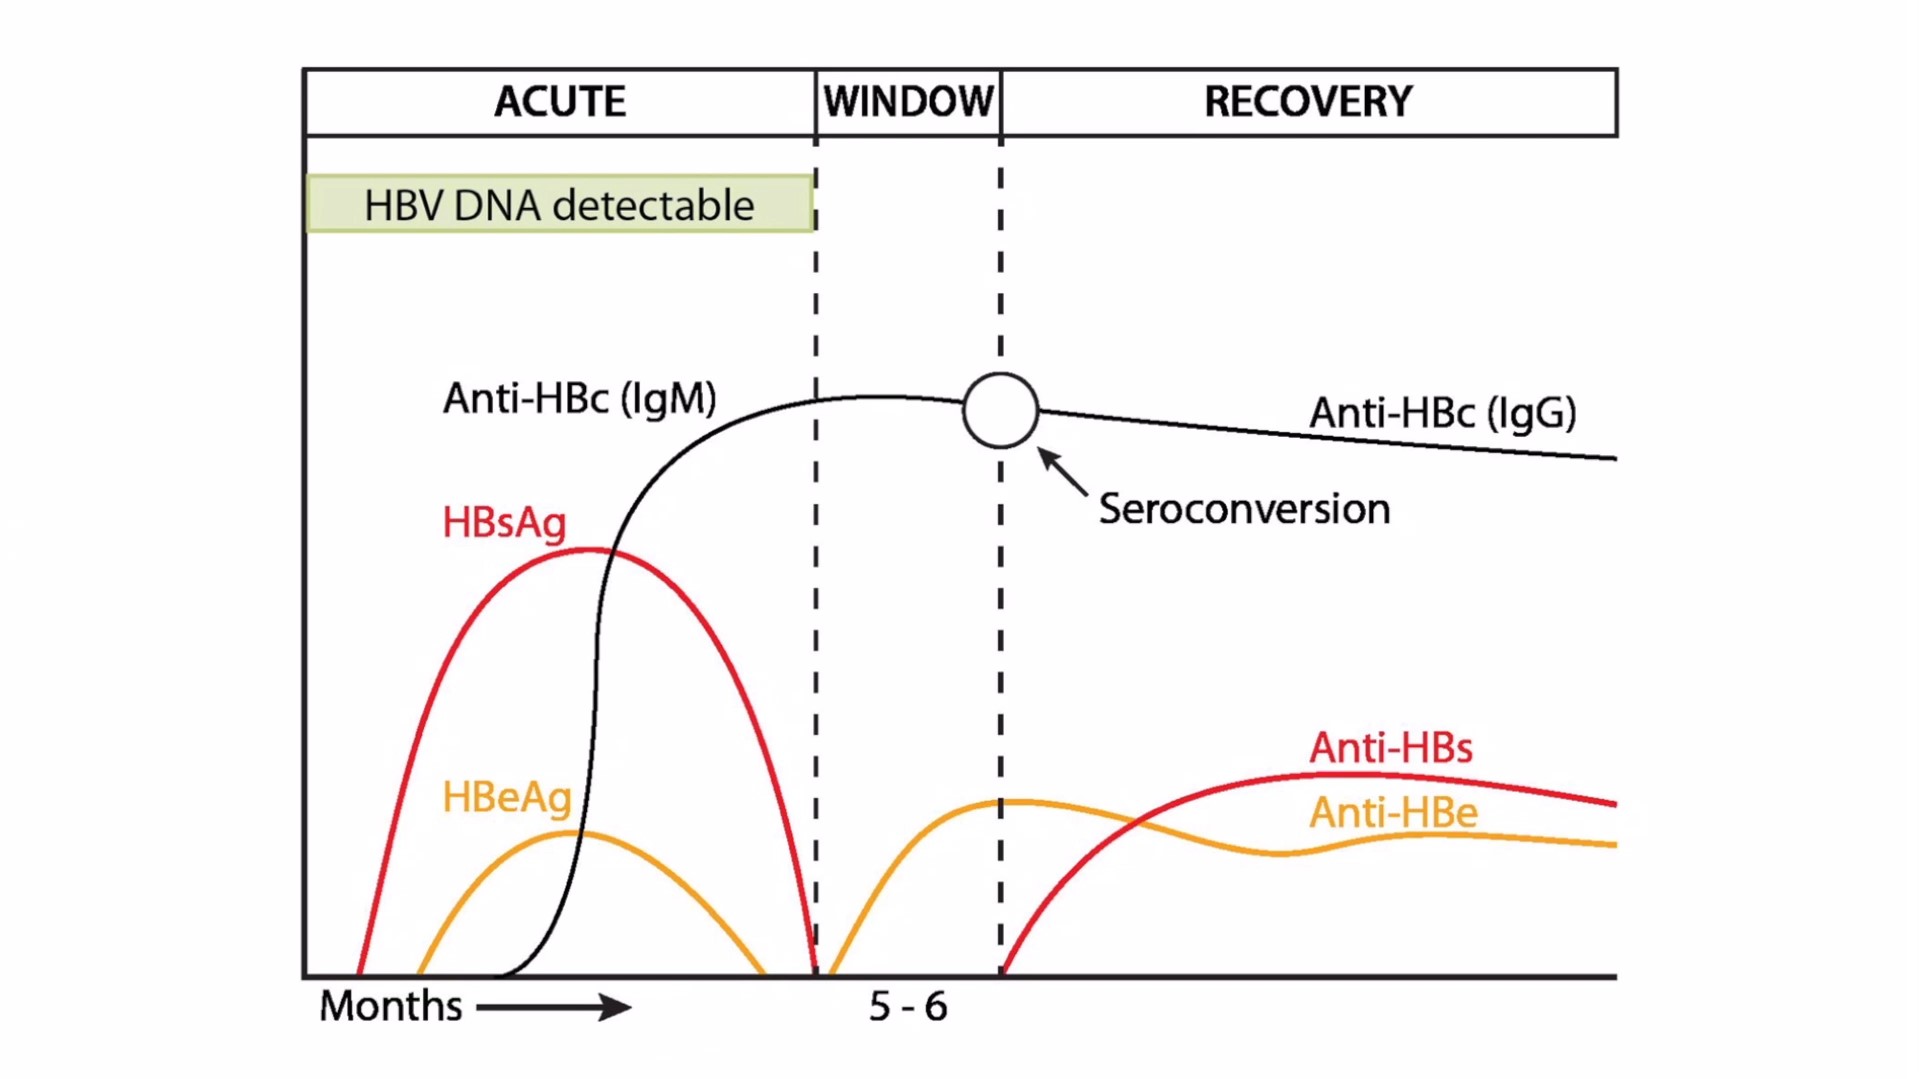 ACUTE
WINDOW
RECOVERY
HBV DNA detectable
Anti-HBc (IgM)
Anti-HBc (IgG)
Seroconversion
HBsAg
Anti-HBs
HBeAg
Anti-HBe
Months
5 - 6